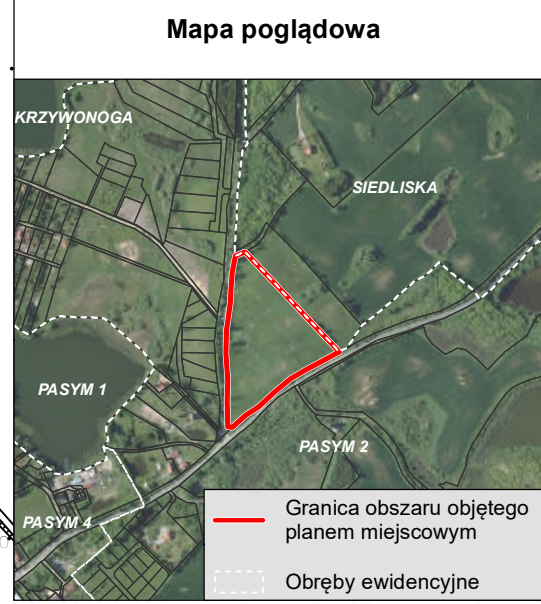 Mapa poglądowa
KRZYWONOGA
SIEDLISKA
PASYM 1
PASYM 2
PASYM 4
Granica obszaru objętego
planem miejscowym
Obręby ewidencyjne